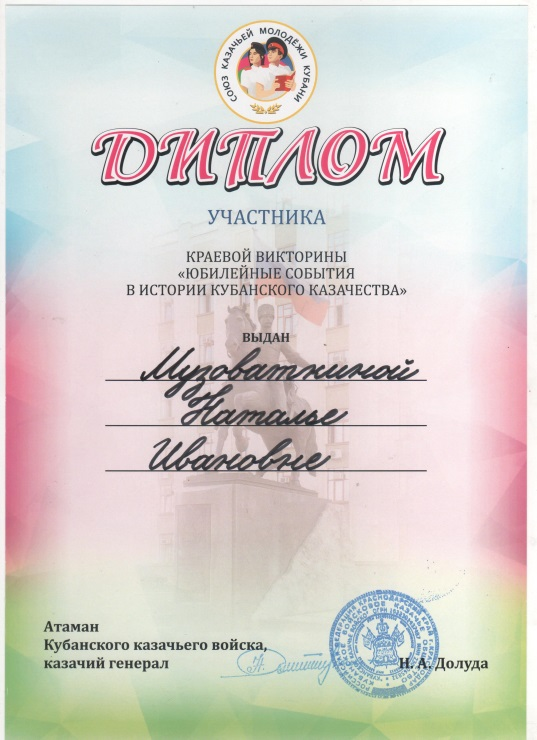 СОЮЗ КАЗАЧЬЕЙ МОЛОДЁЖИ КУБАНИ
ДИПЛОМ
УЧАСТНИКА
КРАЕВОЙ ВИКТОРИНЫ
«ЮБИЛЕЙНЫЕ СОБЫТИЯ
В ИСТОРИИ КУБАНСКОГО КАЗАЧЕСТВА»
ВЫДАН
Музоваткиной
Наталье
Ивановне
Атаман
Кубанского казачьего войска,
казачий генерал
Н. А. Долуда